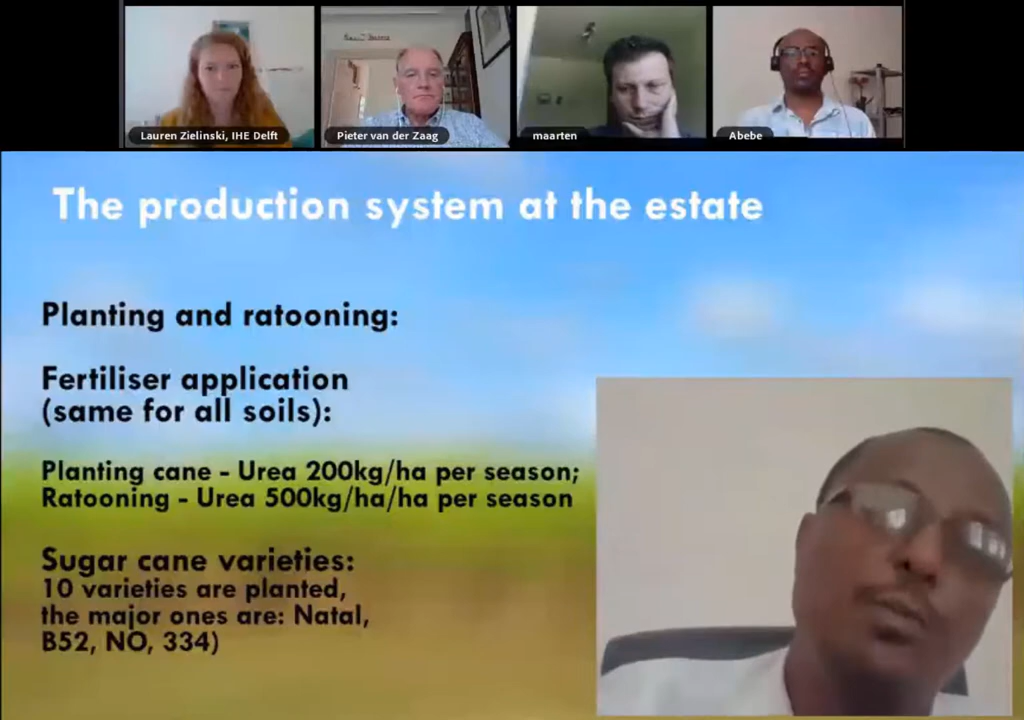 Lauren Zielinski, IHE Delft
Pieter van der Zaag
maarten
Abebe
The production system at the estate
Planting and ratooning:
Fertiliser application
(same for all soils):
Planting cane - Urea 200kg/ha per season;
Ratooning - Urea 500kg/ha/ha per season
Sugar cane varieties:
10 varieties are planted,
the major ones are: Natal,
B52, NO, 334)